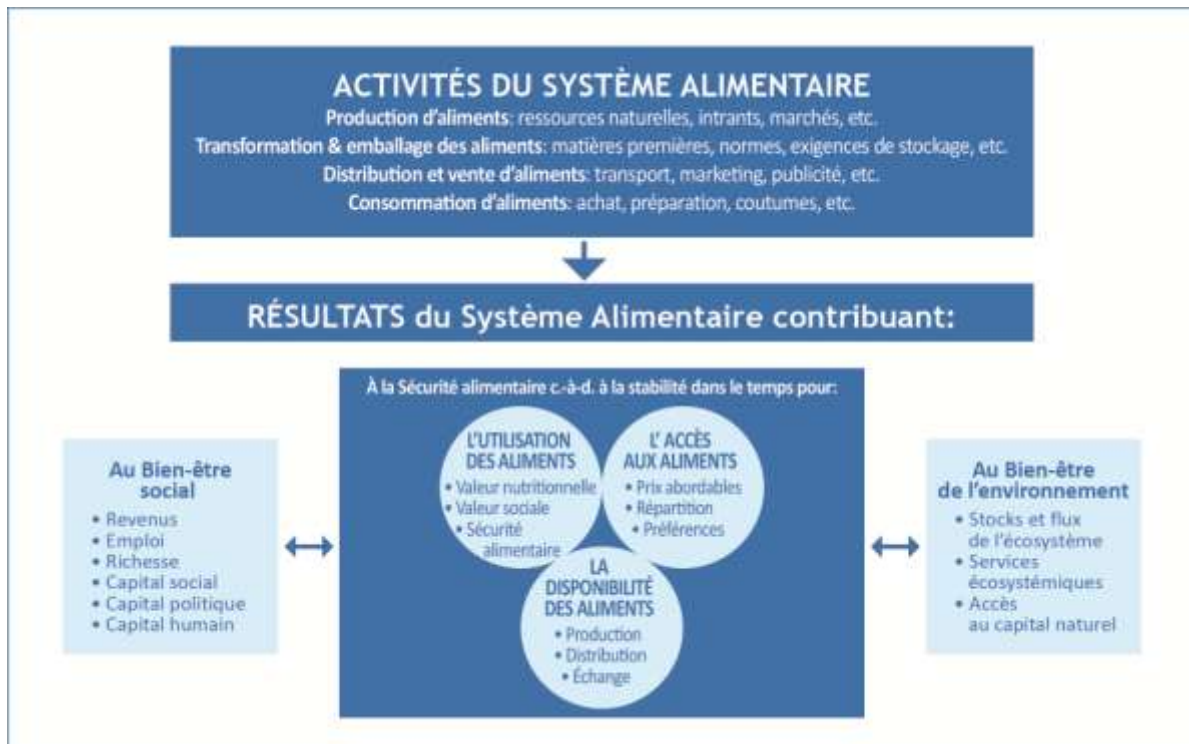 ACTIVITÉS DU SYSTÈME ALIMENTAIRE
Production d'aliments: ressources naturelles, intrants, marchés, etc.
Transformation & emballage des aliments: matières premières, normes, exigences de stockage, etc.
Distribution et vente d'aliments: transport, marketing, publicité, etc.
Consommation d'aliments: achat, préparation, coutumes, etc.
RÉSULTATS du Système Alimentaire contribuant:
Au Bien-être
social
• Revenus
• Emploi
• Richesse
• Capital social
• Capital politique
• Capital humain
À la Sécurité alimentaire c.-à-d. à la stabilité dans le temps pour:
L'UTILISATION
DES ALIMENTS
• Valeur nutritionnelle
• Valeur sociale
• Sécurité
alimentaire
L' ACCÈS
AUX ALIMENTS
• Prix abordables
• Répartition
• Préférences
LA
DISPONIBILITÉ
DES ALIMENTS
• Production
• Distribution
• Échange
Au Bien-être
de l'environnement
• Stocks et flux
de l'écosystème
• Services
écosystémiques
• Accès
au capital naturel